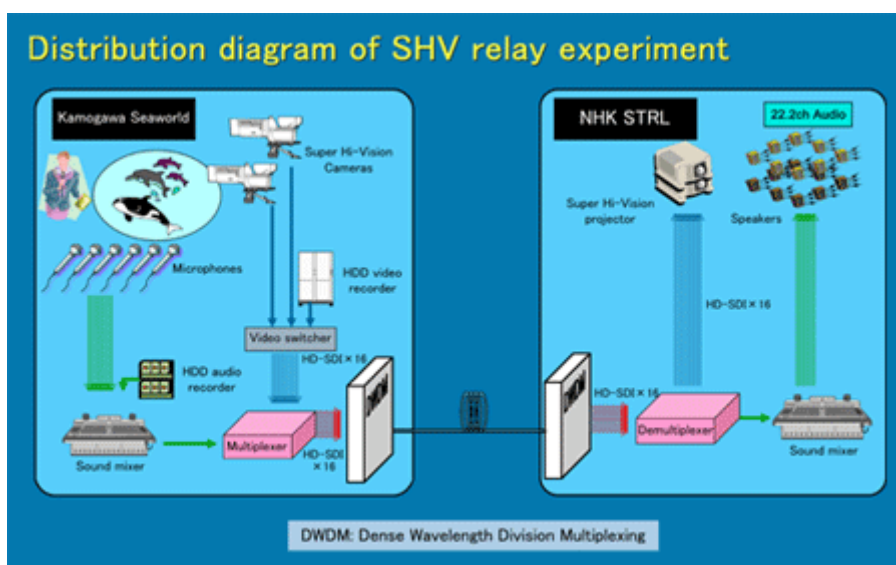 Distribution diagram of SHV relay experiment
Kamogawa Seaworld
Super Hi-Vision
Cameras
Microphones
HDD video
recorder
Video switcher
HD-SDI×16
HDD audio
recorder
Sound mixer
Multiplexer
HD-SDI
×16
DWDM
NHK STRL
22.2ch Audio
Super Hi-Vision
projector
Speakers
HD-SDI×16
DWDM
HD-SDI×16
Demultiplexer
Sound mixer
DWDM: Dense Wavelength Division Multiplexing